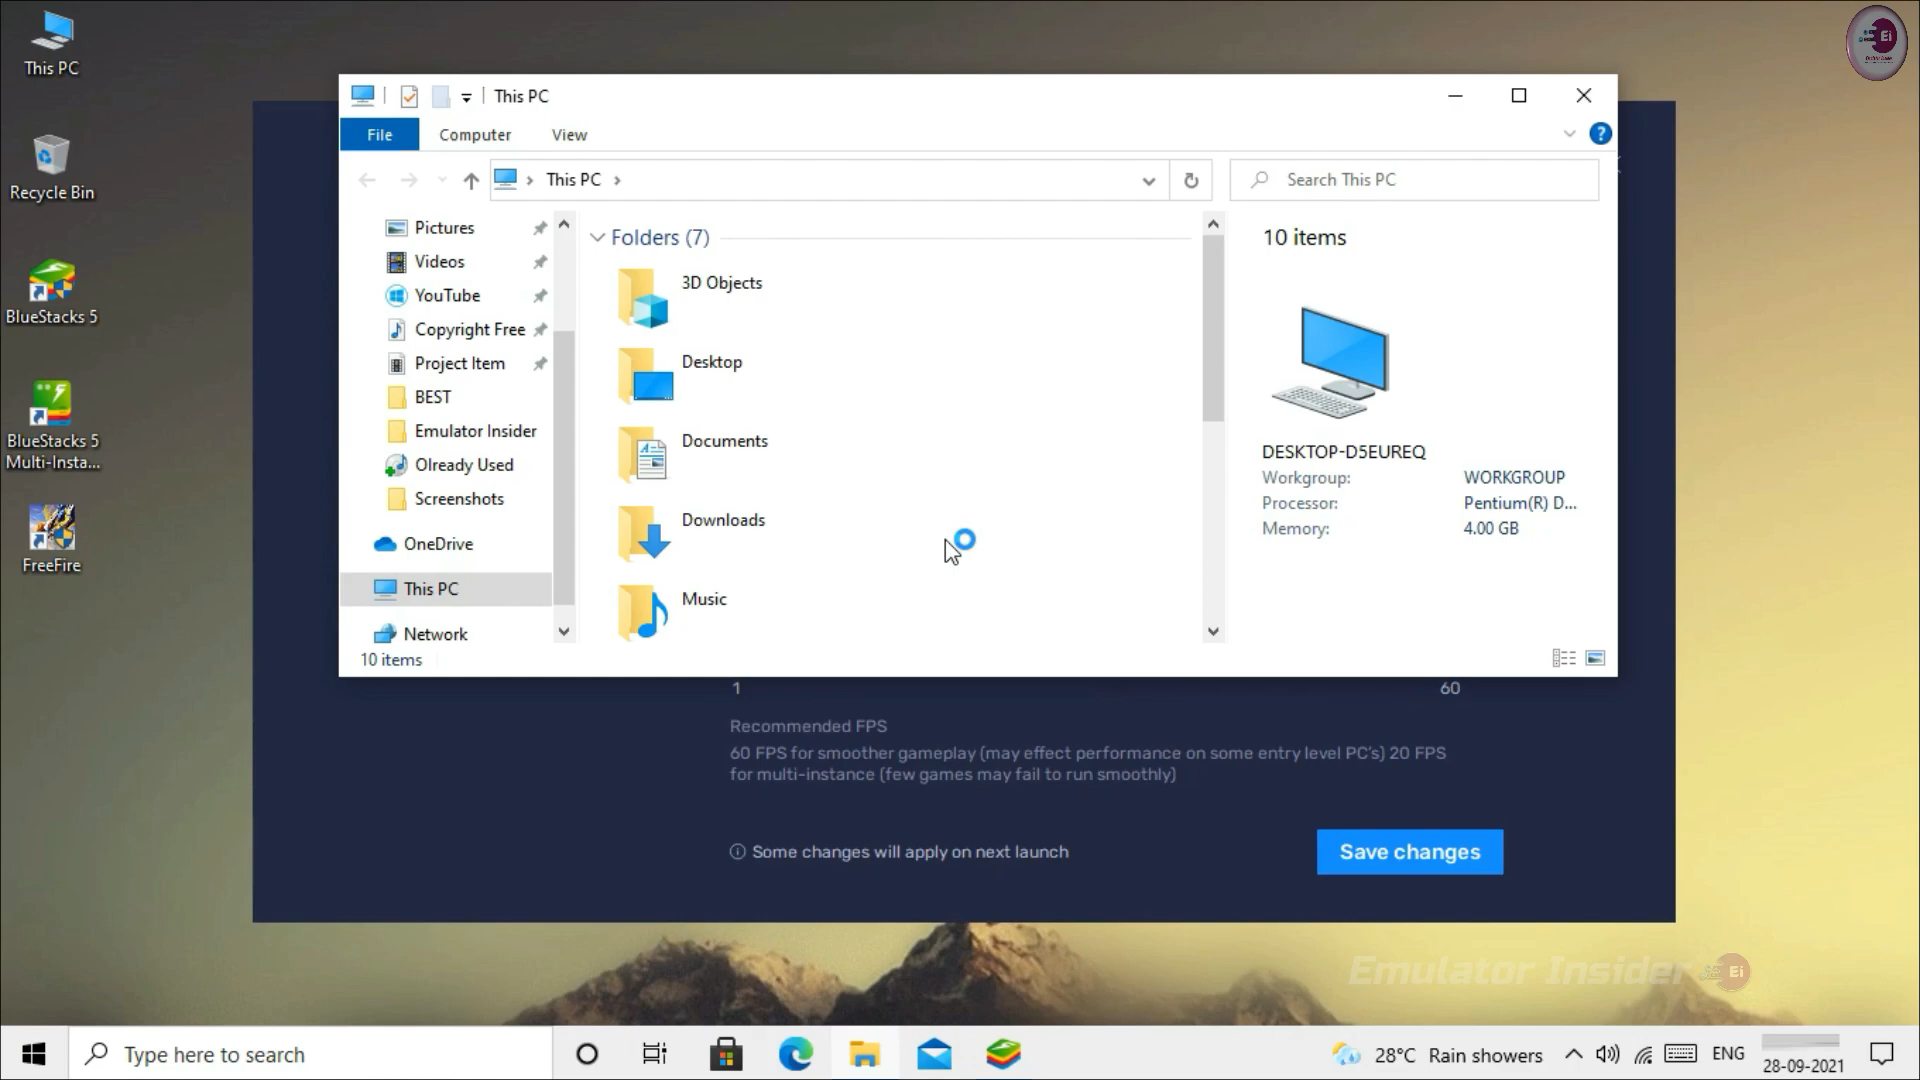 This PC
Recycle Bin
BlueStacks 5
BlueStacks 5
Multi-Insta...
FreeFire
This PC
File
Computer
View
?
This PC
Search This PC
Pictures
Videos
YouTube
Copyright Free
Project Item
BEST
Emulator Insider
Olready Used
Screenshots
OneDrive
This PC
Network
10 items
Folders (7)
3D Objects
Desktop
Documents
Downloads
Music
10 items
DESKTOP-D5EUREQ
Workgroup: WORKGROUP
Processor: Pentium(R) D...
Memory: 4.00 GB
1
60
Recommended FPS
60 FPS for smoother gameplay (may effect performance on some entry level PC's) 20 FPS
for multi-instance (few games may fail to run smoothly)
Some changes will apply on next launch
Save changes
Emulator Insider
Ei
Ei
Type here to search
28°C Rain showers
ENG
28-09-2021